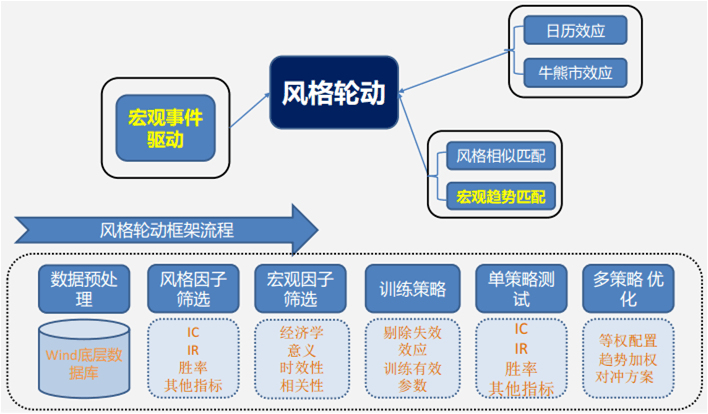 日历效应
牛熊市效应
风格轮动
宏观事件
驱动
风格相似匹配
宏观趋势匹配
风格轮动框架流程
数据预处
理
风格因子
筛选
宏观因子
筛选
训练策略
单策略测
试
多策略 优
化
Wind底层数
据库
IC
IR
胜率
其他指标
经济学
意义
时效性
相关性
剔除失效
效应
训练有效
参数
IC
IR
胜率
其他指标
等权配置
趋势加权
对冲方案